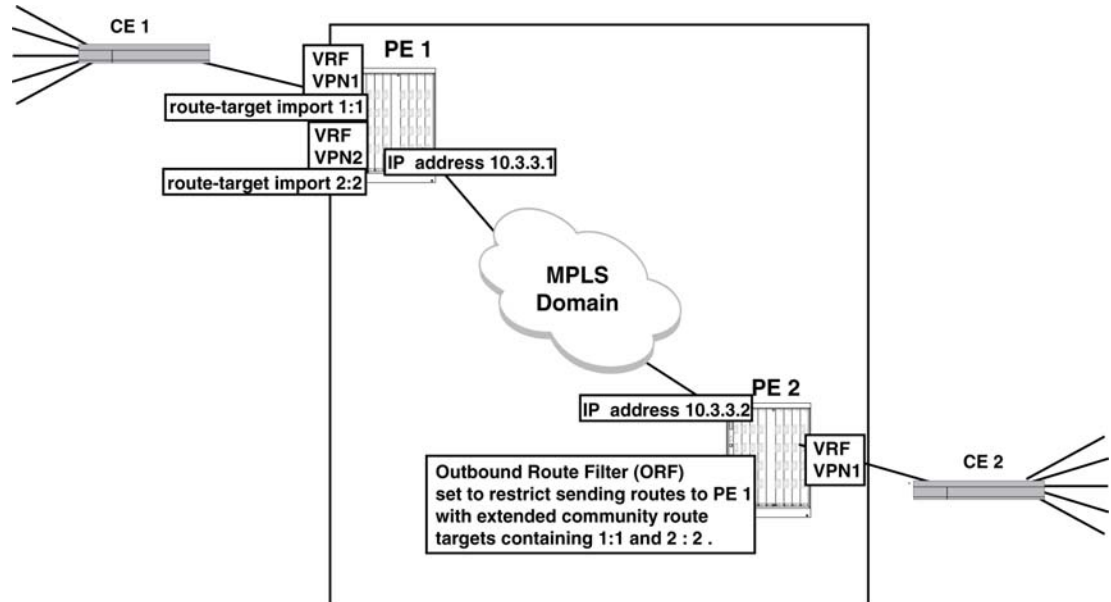 CE 1
PE 1
VRF
VPN1
route-target import 1:1
VRF
VPN2
IP address 10.3.3.1
route-target import 2:2
MPLS
Domain
PE 2
IP address 10.3.3.2
VRF
VPN1
CE 2
Outbound Route Filter (ORF)
set to restrict sending routes to PE 1
with extended community route
targets containing 1:1 and 2 : 2 .